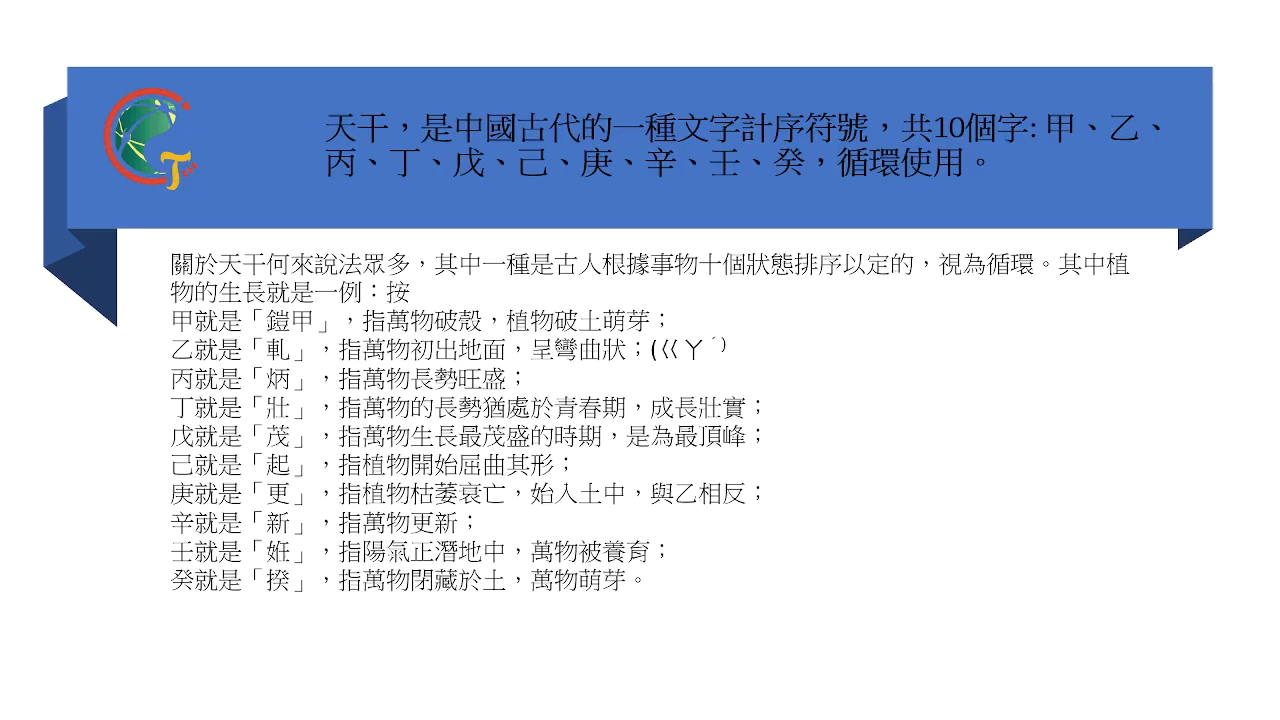 天干，是中國古代的一種文字計序符號，共10個字: 甲、乙、
丙、丁、戊、己、庚、辛、壬、癸，循環使用。
關於天干何來說法眾多，其中一種是古人根據事物十個狀態排序以定的，視為循環。其中植
物的生長就是一例：按
甲就是「鎧甲」，指萬物破殼，植物破土萌芽；
乙就是「軋」，指萬物初出地面，呈彎曲狀；(ㄍㄚˊ)
丙就是「炳」，指萬物長勢旺盛；
丁就是「壯」，指萬物的長勢猶處於青春期，成長壯實；
戊就是「茂」，指萬物生長最茂盛的時期，是為最頂峰；
己就是「起」，指植物開始屈曲其形；
庚就是「更」，指植物枯萎衰亡，始入土中，與乙相反；
辛就是「新」，指萬物更新；
壬就是「妊」，指陽氣正潛地中，萬物被養育；
癸就是「揆」，指萬物閉藏於土，萬物萌芽。